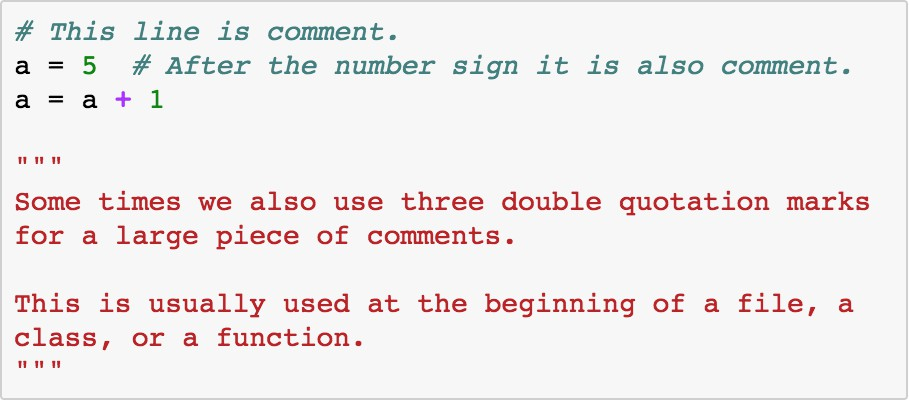 # This line is comment.
a = 5  # After the number sign it is also comment.
a = a + 1
"""
Some times we also use three double quotation marks
for a large piece of comments.
This is usually used at the beginning of a file, a
class, or a function.
"""